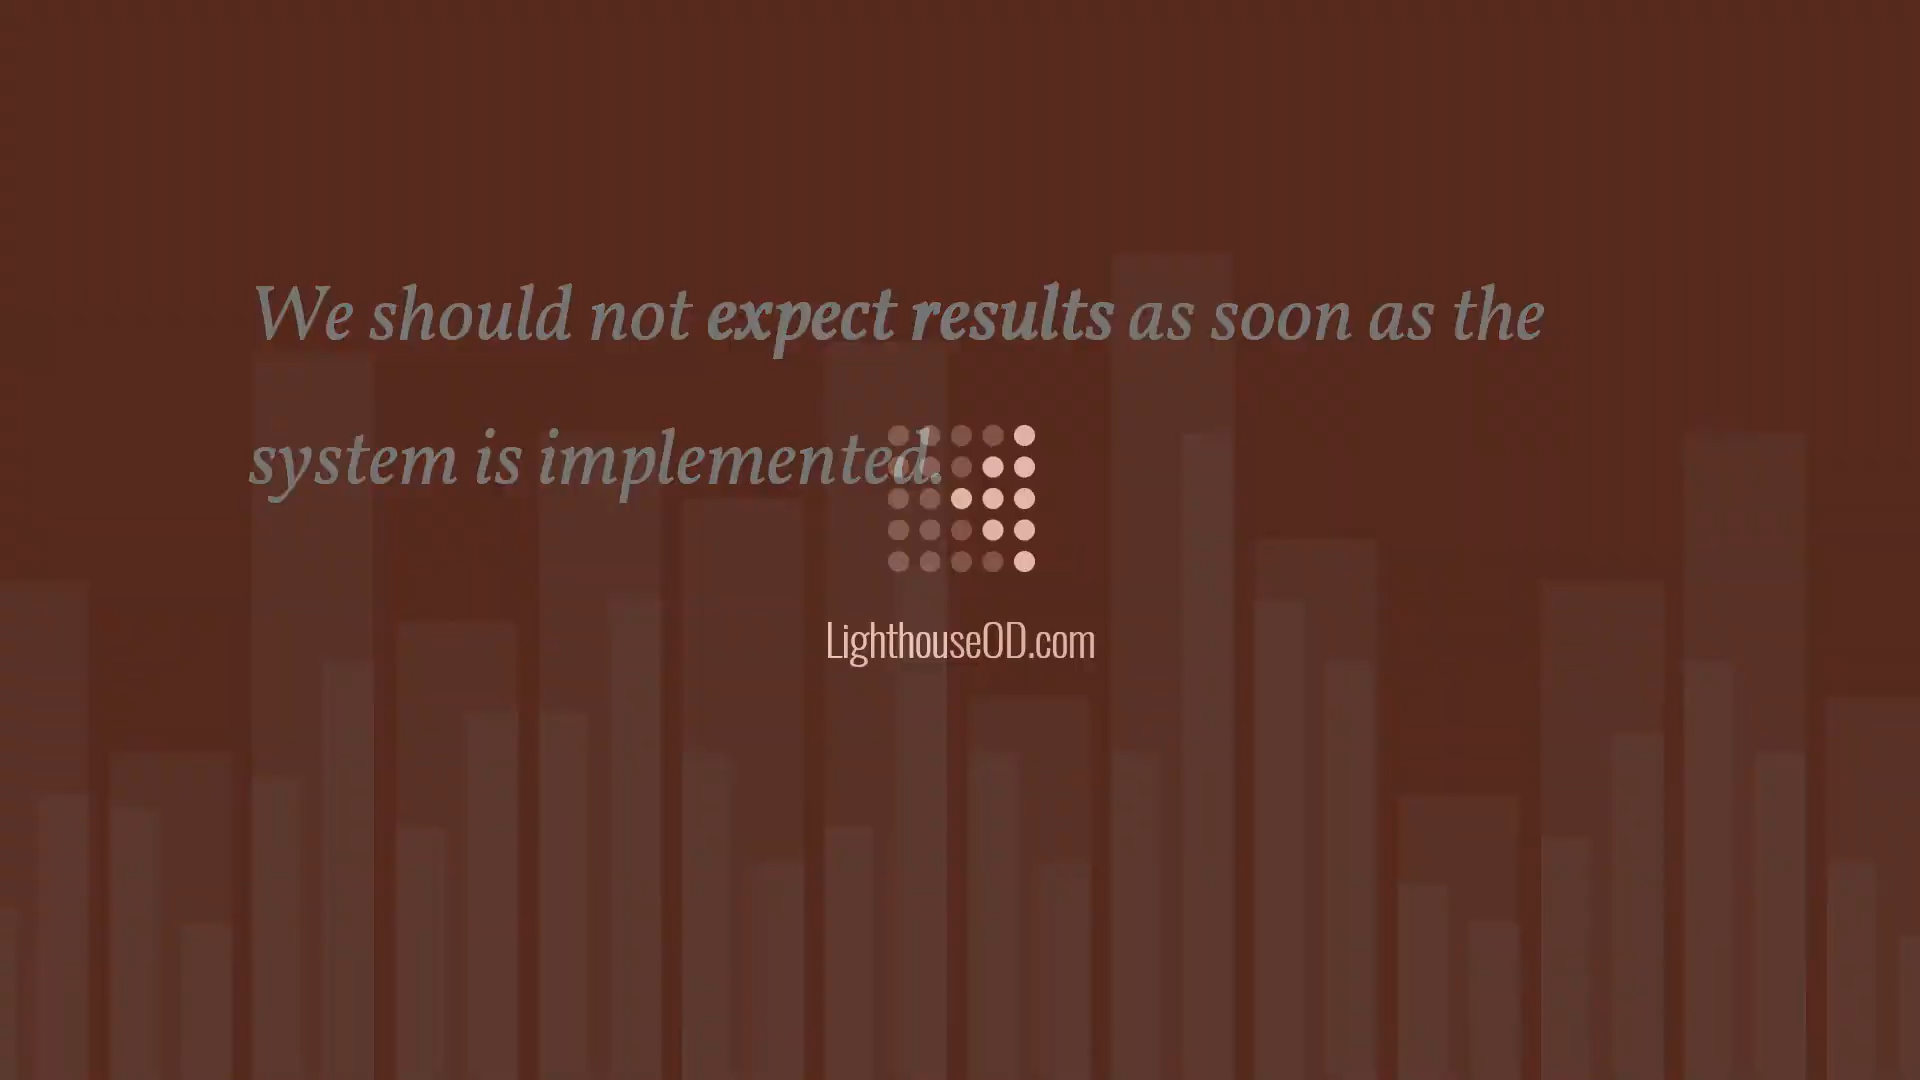 We should not expect results as soon as the
system is implemented.
LighthouseOD.com